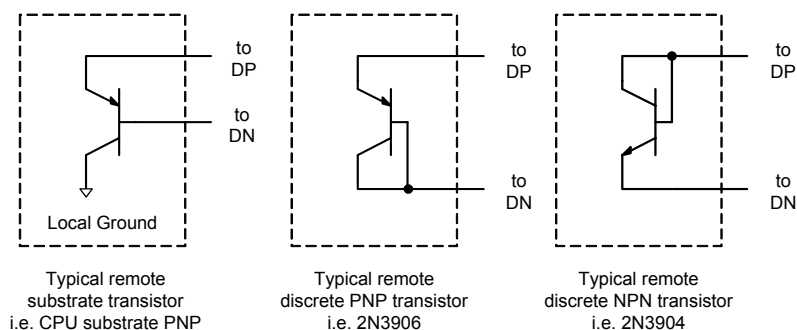 to
DP
to
DN
Local Ground
Typical remote
substrate transistor
i.e. CPU substrate PNP
to
DP
to
DN
Typical remote
discrete PNP transistor
i.e. 2N3906
to
DP
to
DN
Typical remote
discrete NPN transistor
i.e. 2N3904